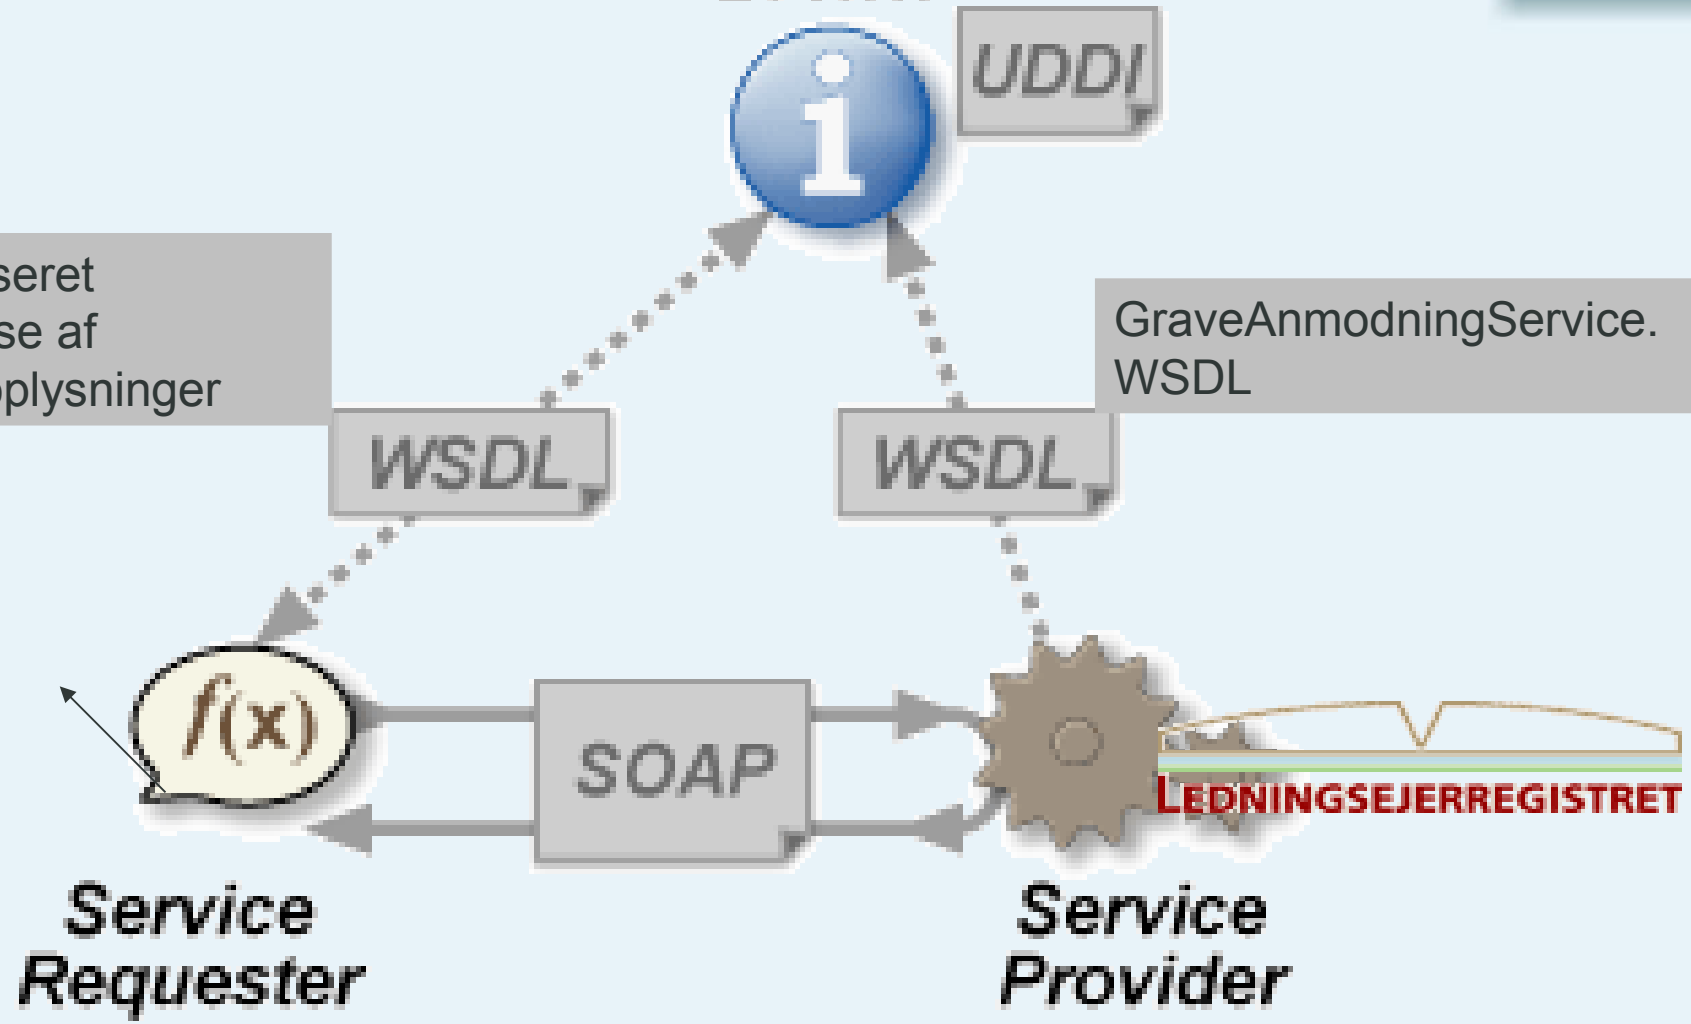 UDDI
seret
se af
plysninger
GraveAnmodningService.
WSDL
WSDL
WSDL
f(x)
SOAP
LEDNINGSEJERREGISTRET
Service
Requester
Service
Provider